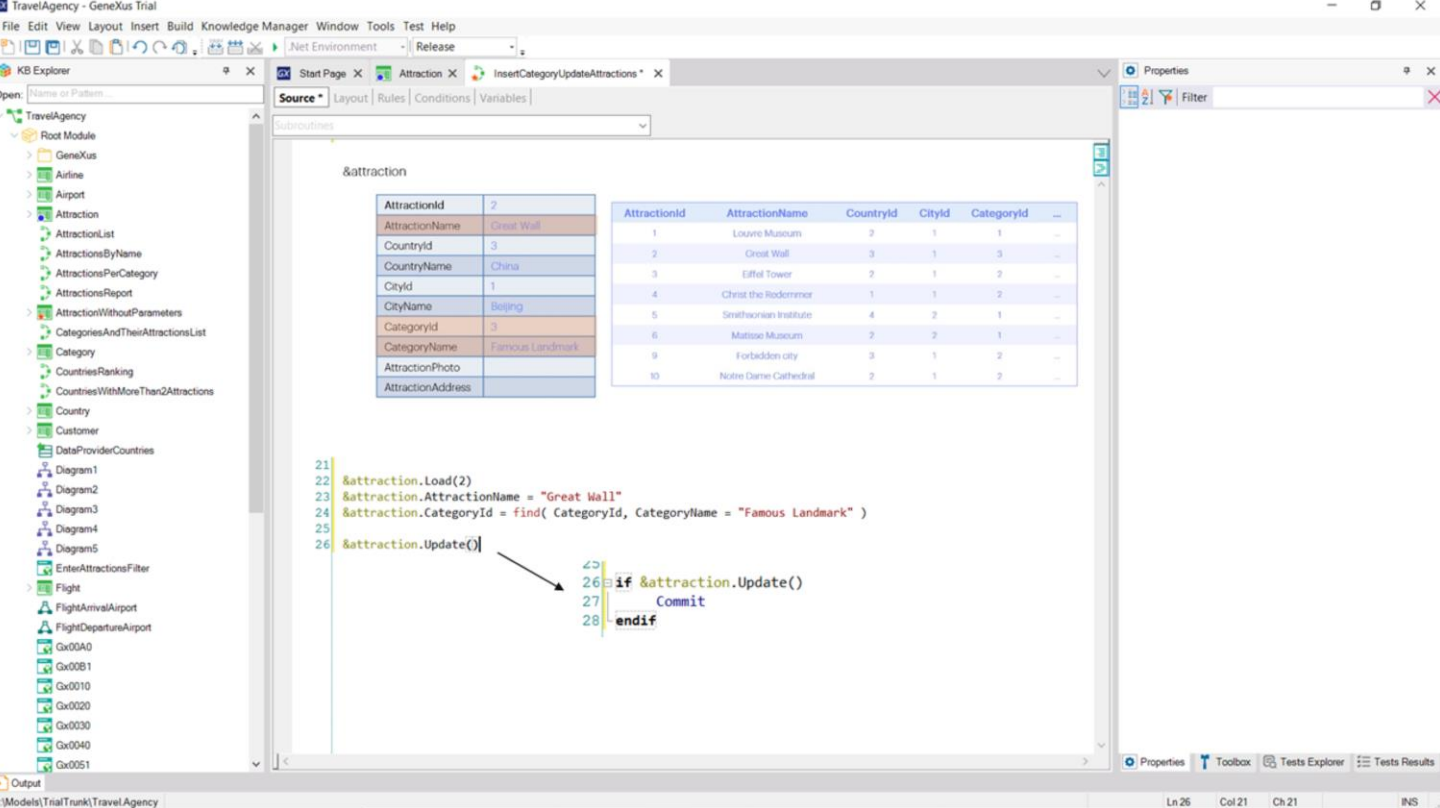 TravelAgency - GeneXus Trial
File Edit View Layout Insert Build Knowledge Manager Window Tools Test Help
.Net Environment Release
KB Explorer
Open: Name or Pattern...
TravelAgency
Root Module
GeneXus
Airline
Airport
Attraction
AttractionList
AttractionsByName
AttractionsPerCategory
AttractionsReport
AttractionWithoutParameters
CategoriesAndTheirAttractionsList
Category
CountriesRanking
CountriesWithMoreThan2Attractions
Country
Customer
DataProviderCountries
Diagram1
Diagram2
Diagram3
Diagram4
Diagram5
EnterAttractionsFilter
Flight
FlightArrivalAirport
FlightDepartureAirport
Gx00A0
Gx00B1
Gx0010
Gx0020
Gx0030
Gx0040
Gx0051
Start Page Attraction InsertCategoryUpdateAttractions *
Source * Layout Rules Conditions Variables
Subroutines
&attraction
AttractionId 2
AttractionName Great Wall
CountryId 3
CountryName China
CityId 1
CityName Beijing
CategoryId 3
CategoryName Famous Landmark
AttractionPhoto
AttractionAddress
AttractionId AttractionName CountryId CityId CategoryId ...
1 Louvre Museum 2 1 1 ...
2 Great Wall 3 1 3 ...
3 Eiffel Tower 2 1 2 ...
4 Christ the Redemmer 1 1 2 ...
5 Smithsonian Institute 4 2 1 ...
6 Matisse Museum 2 2 1 ...
9 Forbidden city 3 1 2 ...
10 Notre Dame Cathedral 2 1 2 ...
21
22 &attraction.Load(2)
23 &attraction.AttractionName = "Great Wall"
24 &attraction.CategoryId = find( CategoryId, CategoryName = "Famous Landmark" )
25
26 &attraction.Update()
25
26 if &attraction.Update()
27 Commit
28 endif
Properties
Filter
Properties Toolbox Tests Explorer Tests Results
Output
:\Models\TrialTrunk\Travel.Agency
Ln 26 Col 21 Ch 21 INS